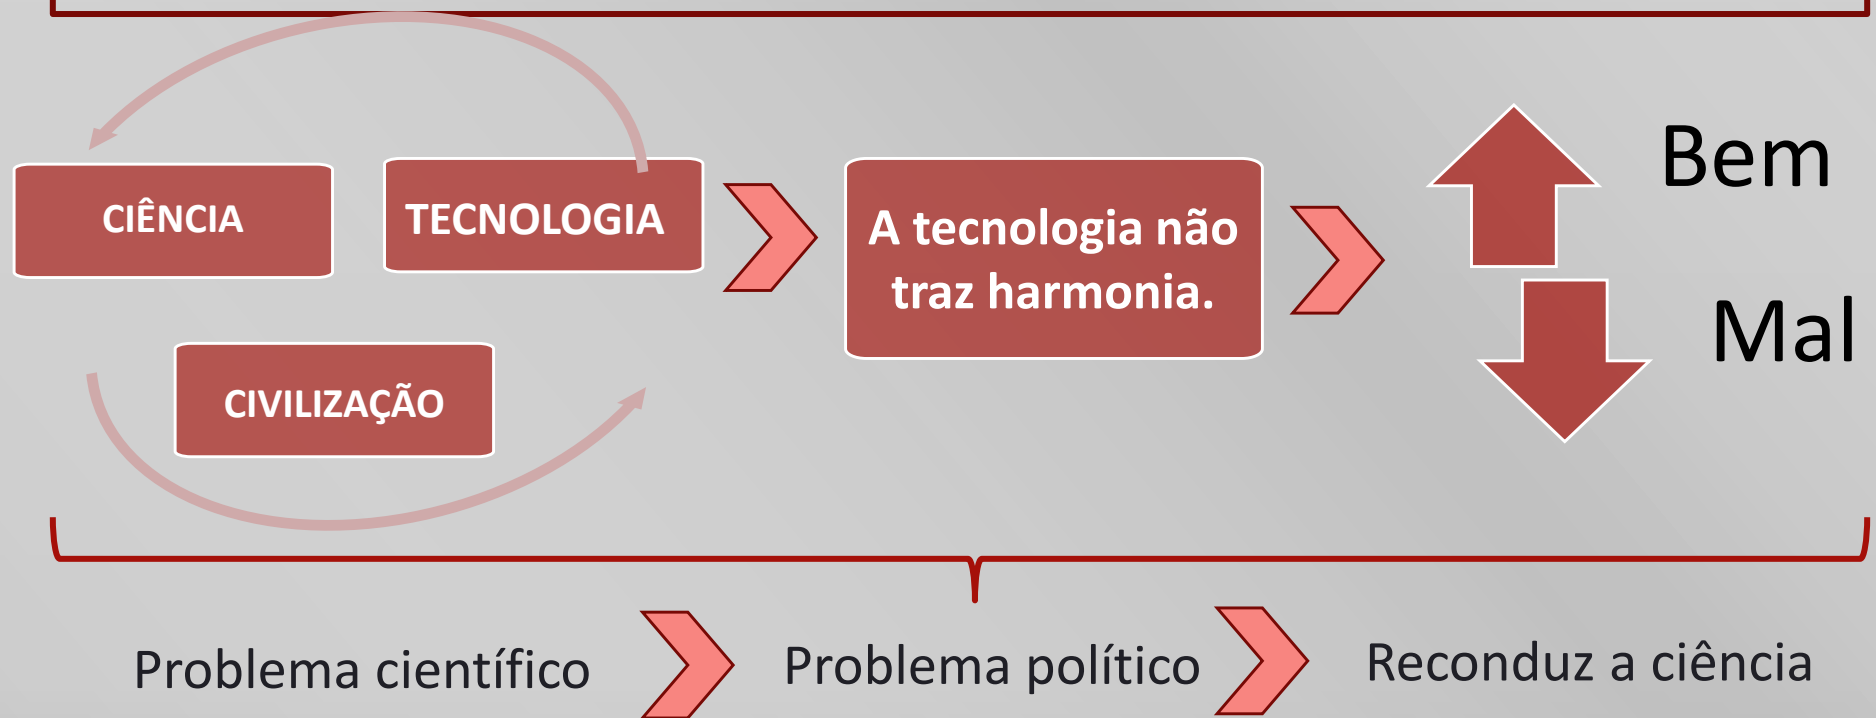 CIÊNCIA
TECNOLOGIA
CIVILIZAÇÃO
A tecnologia não
traz harmonia.
Bem
Mal
Problema científico
Problema político
Reconduz a ciência